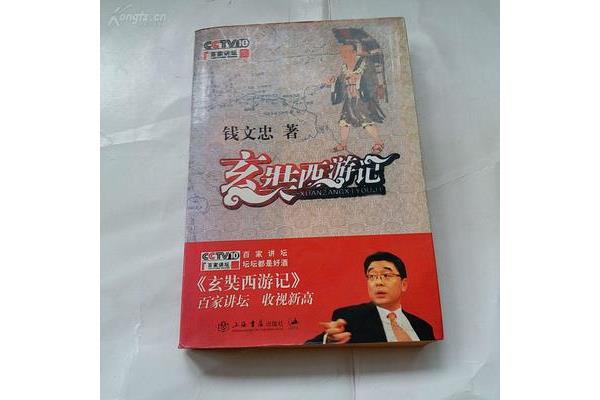 kongfz.cn
CCTV10
百家讲坛
钱文忠 著
玄奘西游记
XUANZANGXIYOUJI
CCTV10
百家讲坛
百家讲坛
坛坛都是好酒
《玄奘西游记》
百家讲坛 收视新高
上海书店出版社